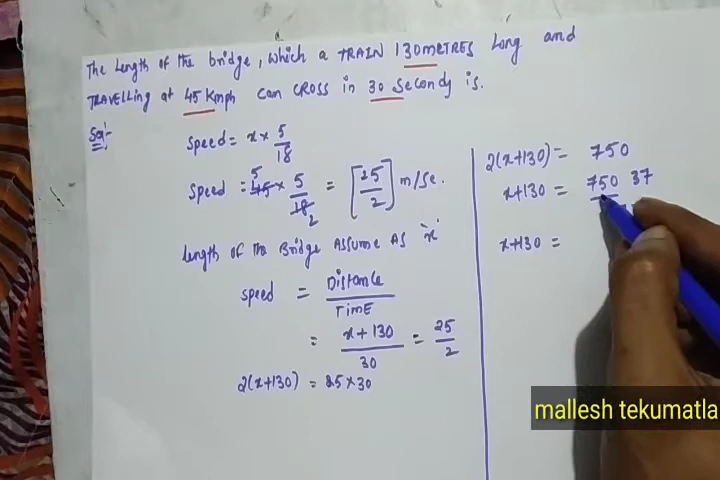 The Length of the bridge, which a TRAIN 130METRES Long and
TRAVELLING at 45 Kmph Can CROSS in 30 Seconds is.
Sol:-
Speed = x × 5/18
Speed = 45 × 5/18 = [25/2] m/Se.
5
2
Length of the Bridge Assume As 'x'
Speed = Distance/TimE
= x+130/30 = 25/2
2(x+130) = 25×30
2(x+130) = 750
x+130 = 750 37
x+130 =
mallesh tekumatla